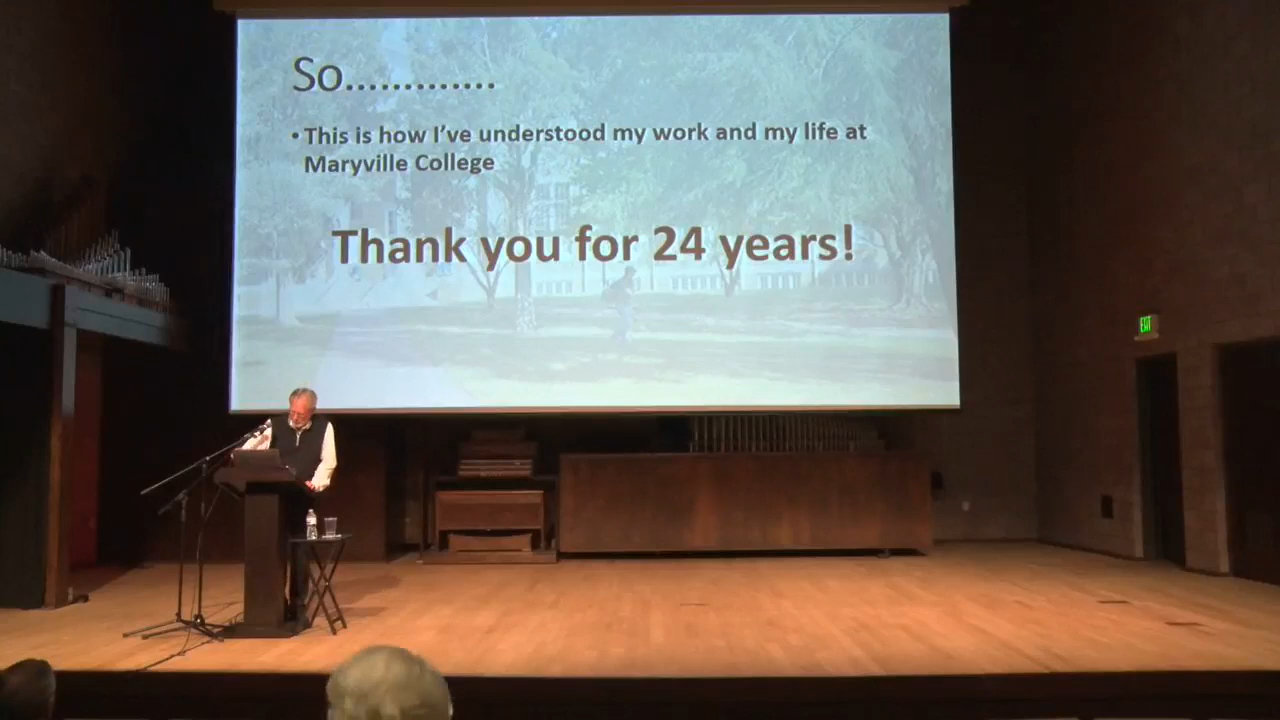 So.............
• This is how I've understood my work and my life at
Maryville College
Thank you for 24 years!
EXIT